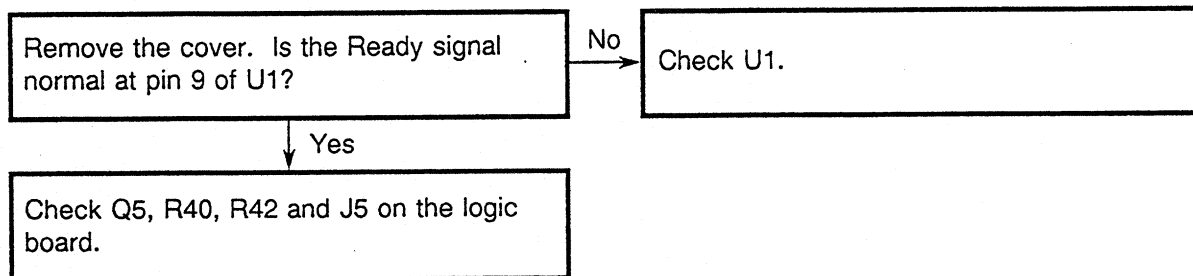 Remove the cover. Is the Ready signal
normal at pin 9 of U1?
No
Check U1.
Yes
Check Q5, R40, R42 and J5 on the logic
board.